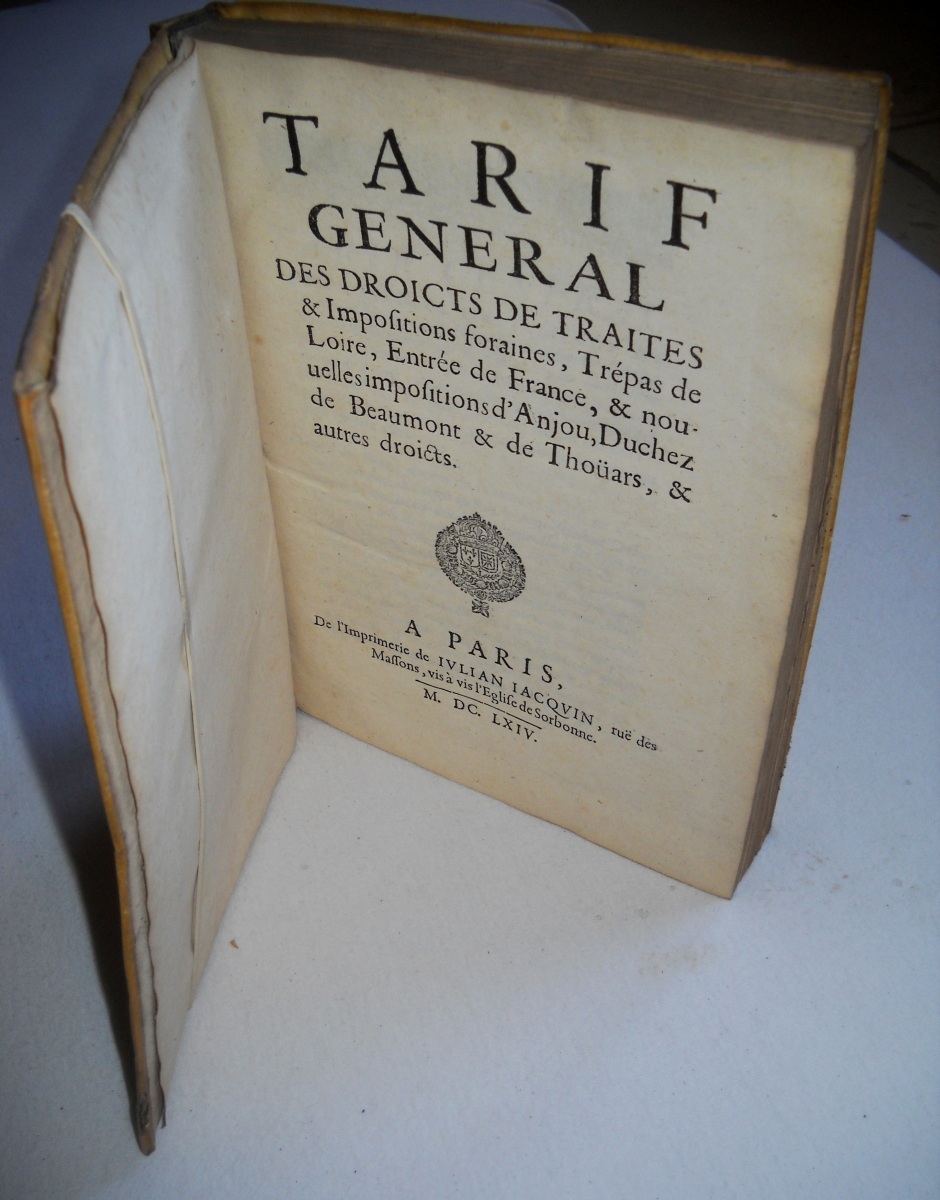 TARIF
GENERAL
DES DROICTS DE TRAITES
& Impoſitions foraines, Trépas de
Loire, Entrée de France, & nou-
uelles impoſitions d'Anjou, Duchez
de Beaumont & de Thoüars, &
autres droicts.
A PARIS,
De l'Imprimerie de IVLIAN IACQVIN, ruë des
Maſſons, vis à vis l'Egliſe de Sorbonne.
M. DC. LXIV.